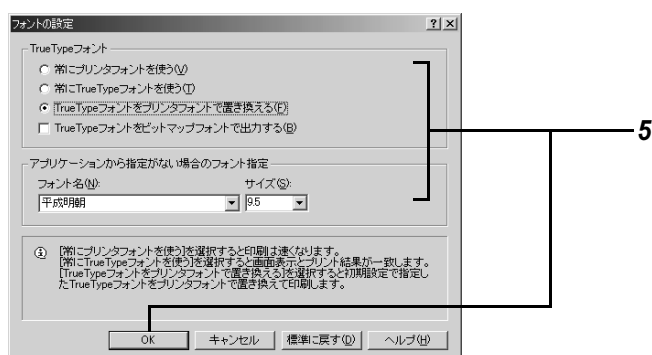 フォントの設定
TrueTypeフォント
常にプリンタフォントを使う(V)
常にTrueTypeフォントを使う(T)
TrueTypeフォントをプリンタフォントで置き換える(F)
TrueTypeフォントをビットマップフォントで出力する(B)
5
アプリケーションから指定がない場合のフォント指定
フォント名(N): サイズ(S):
平成明朝 9.5
[常にプリンタフォントを使う]を選択すると印刷は速くなります。
[常にTrueTypeフォントを使う]を選択すると画面表示とプリント結果が一致します。
[TrueTypeフォントをプリンタフォントで置き換える]を選択すると初期設定で指定し
たTrueTypeフォントをプリンタフォントで置き換えて印刷します。
OK キャンセル 標準に戻す(D) ヘルプ(H)